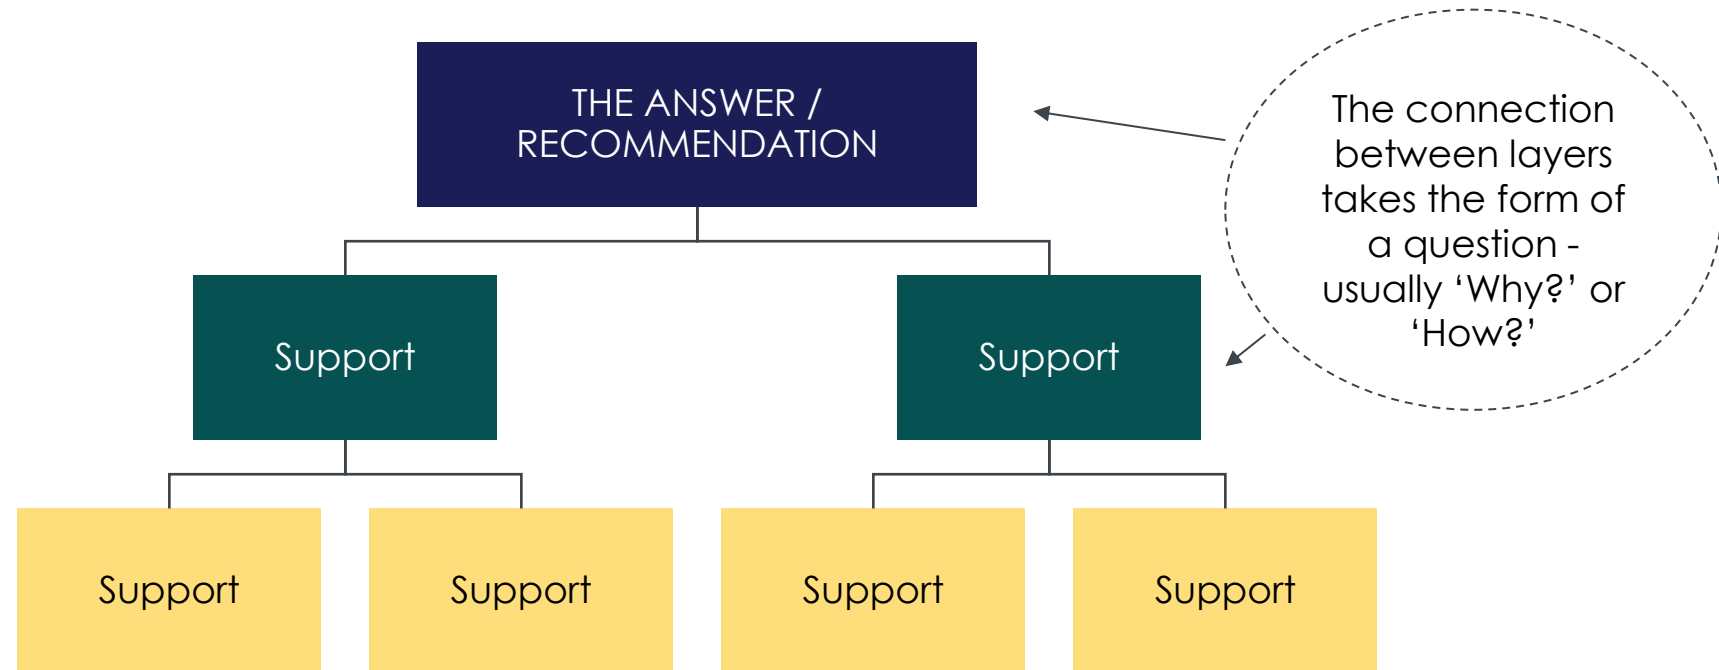 THE ANSWER /
RECOMMENDATION
The connection
between layers
takes the form of
a question -
usually ‘Why?’ or
‘How?’
Support
Support
Support
Support
Support
Support